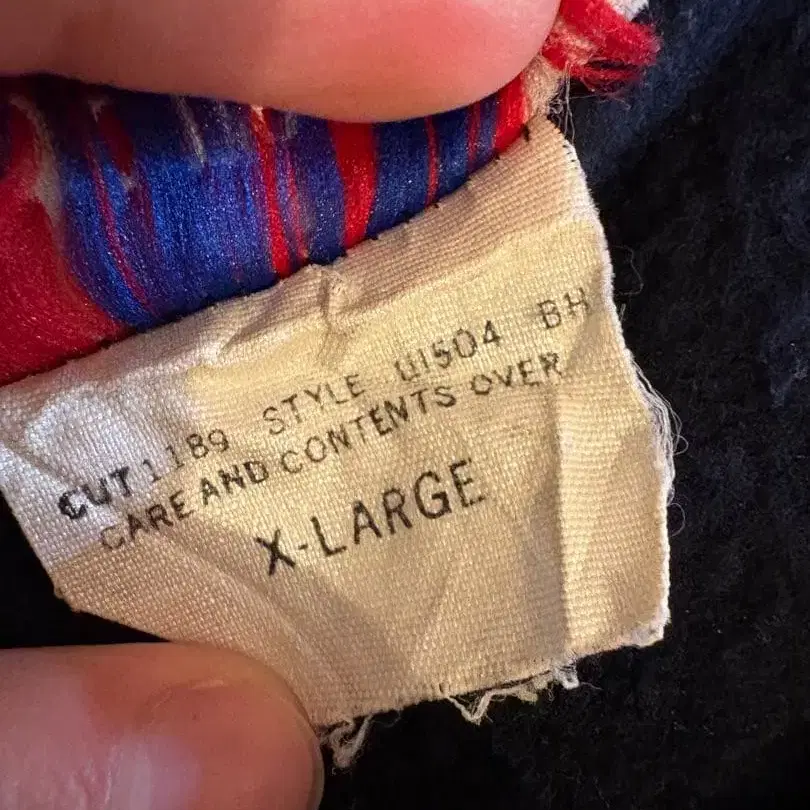 CUT 1189 STYLE U1504 BH
CARE AND CONTENTS OVER
X-LARGE